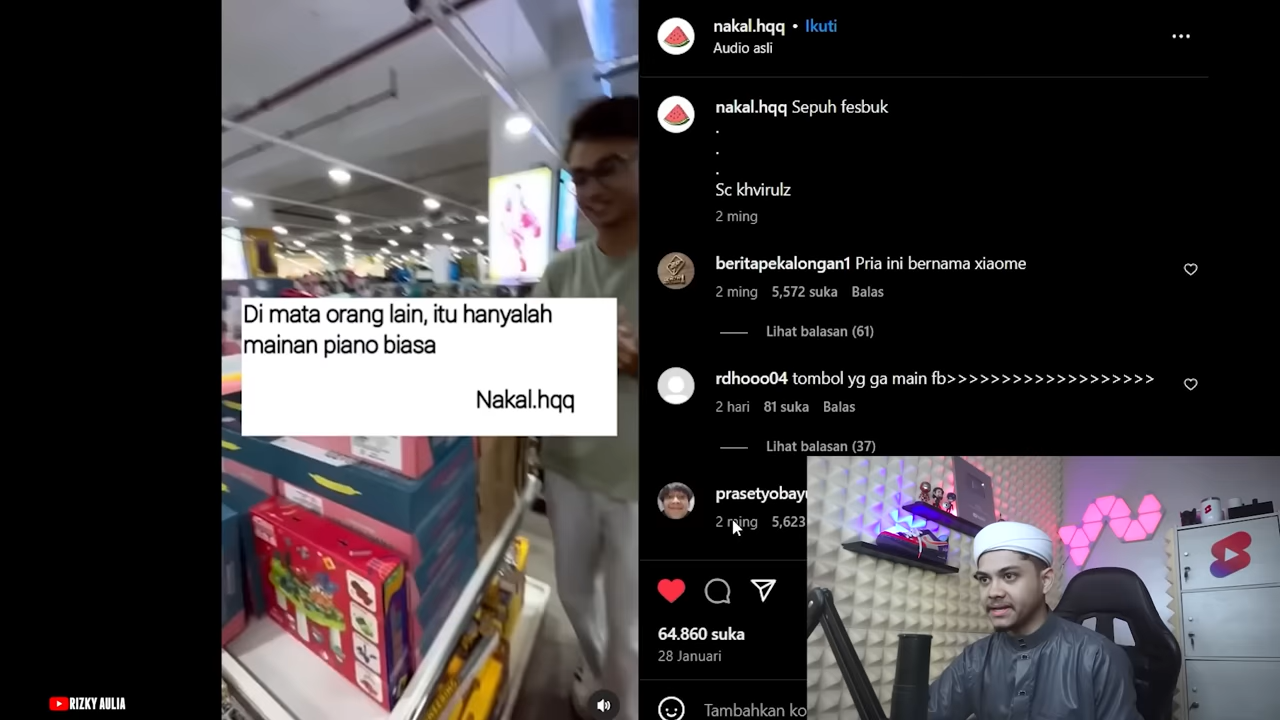 Di mata orang lain, itu hanyalah
mainan piano biasa
Nakal.hqq
RIZKY AULIA
nakal.hqq • Ikuti
Audio asli
nakal.hqq Sepuh fesbuk
.
.
.
Sc khvirulz
2 ming
beritapekalongan1 Pria ini bernama xiaome
2 ming 5,572 suka Balas
Lihat balasan (61)
rdhooo04 tombol yg ga main fb>>>>>>>>>>>>>>>>>>>
2 hari 81 suka Balas
Lihat balasan (37)
prasetyobayu
2 ming 5,623
64.860 suka
28 Januari
Tambahkan ko